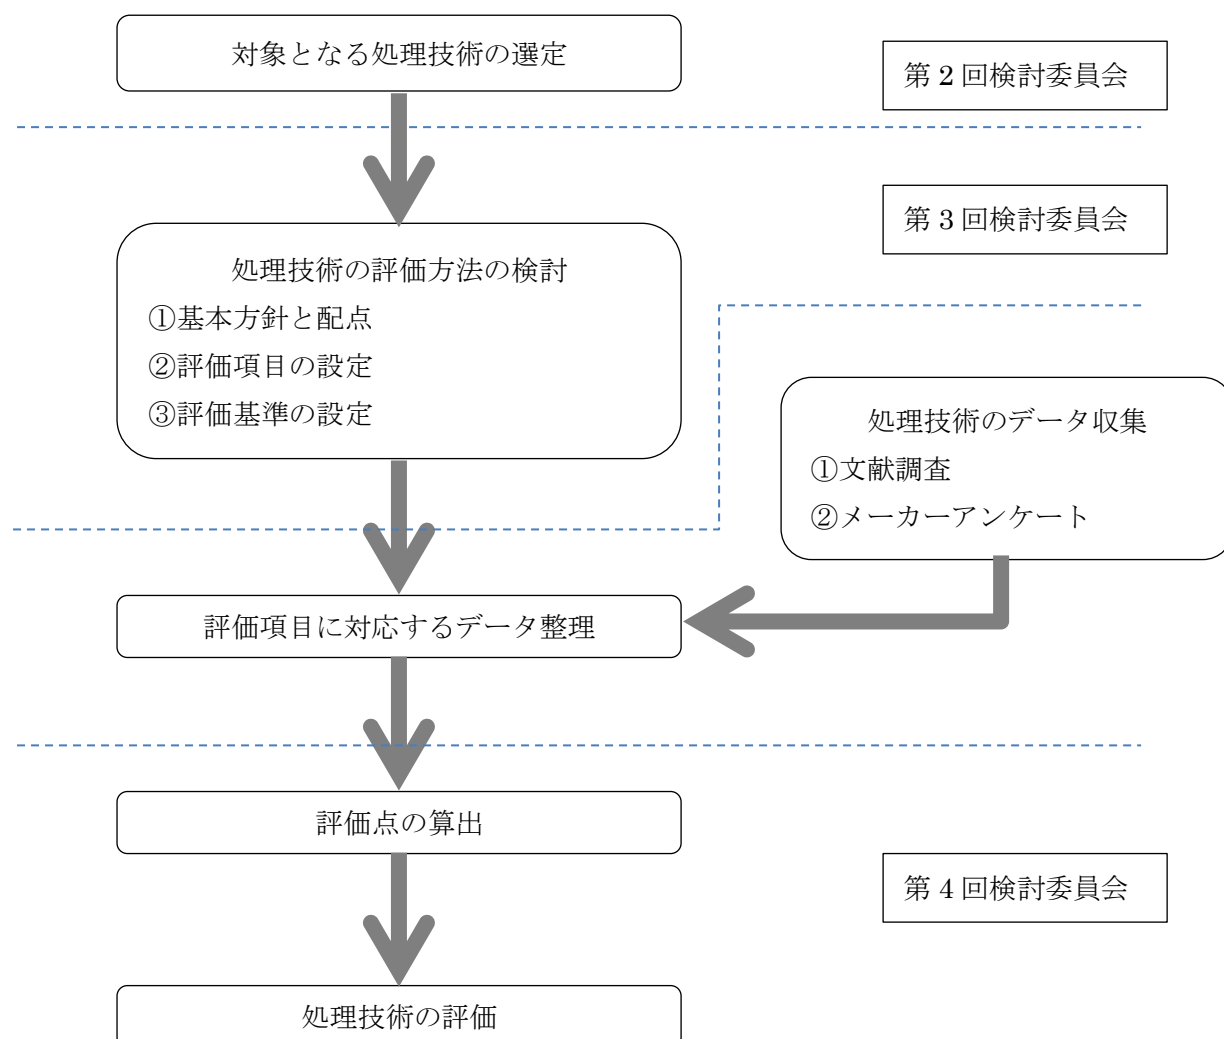 対象となる処理技術の選定
第 2 回検討委員会
第 3 回検討委員会
処理技術の評価方法の検討
①基本方針と配点
②評価項目の設定
③評価基準の設定
処理技術のデータ収集
①文献調査
②メーカーアンケート
評価項目に対応するデータ整理
評価点の算出
第 4 回検討委員会
処理技術の評価